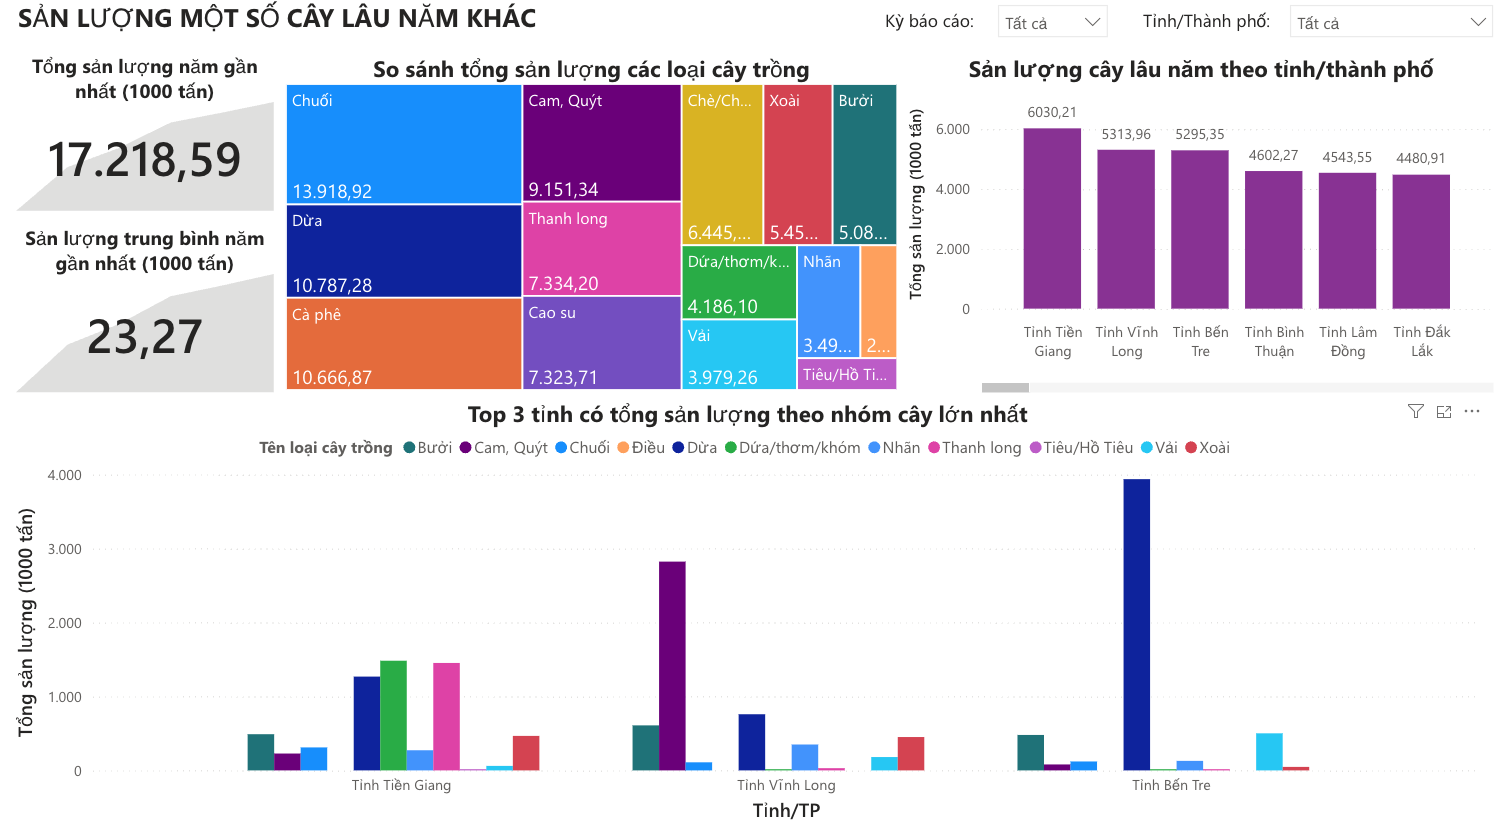 SẢN LƯỢNG MỘT SỐ CÂY LÂU NĂM KHÁC
Kỳ báo cáo:
Tất cả
Tỉnh/Thành phố:
Tất cả
Tổng sản lượng năm gần
nhất (1000 tấn)
17.218,59
Sản lượng trung bình năm
gần nhất (1000 tấn)
23,27
So sánh tổng sản lượng các loại cây trồng
Chuối
13.918,92
Dừa
10.787,28
Cà phê
10.666,87
Cam, Quýt
9.151,34
Thanh long
7.334,20
Cao su
7.323,71
Chè/Ch...
6.445,...
Xoài
5.45...
Bưởi
5.08...
Dứa/thơm/k...
4.186,10
Vải
3.979,26
Nhãn
3.49...
2...
Tiêu/Hồ Ti...
Sản lượng cây lâu năm theo tỉnh/thành phố
Tổng sản lượng (1000 tấn)
6.000
4.000
2.000
0
6030,21
5313,96
5295,35
4602,27
4543,55
4480,91
Tỉnh Tiền
Giang
Tỉnh Vĩnh
Long
Tỉnh Bến
Tre
Tỉnh Bình
Thuận
Tỉnh Lâm
Đồng
Tỉnh Đắk
Lắk
Top 3 tỉnh có tổng sản lượng theo nhóm cây lớn nhất
Tên loại cây trồng Bưởi Cam, Quýt Chuối Điều Dừa Dứa/thơm/khóm Nhãn Thanh long Tiêu/Hồ Tiêu Vải Xoài
Tổng sản lượng (1000 tấn)
4.000
3.000
2.000
1.000
0
Tỉnh Tiền Giang
Tỉnh Vĩnh Long
Tỉnh Bến Tre
Tỉnh/TP